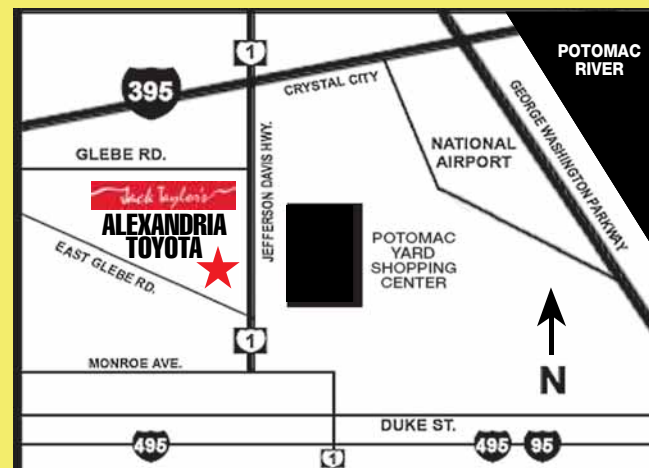 1
POTOMAC
RIVER
395
CRYSTAL CITY
GEORGE WASHINGTON PARKWAY
NATIONAL
AIRPORT
GLEBE RD.
JEFFERSON DAVIS HWY.
Jack Taylor's
ALEXANDRIA
TOYOTA
EAST GLEBE RD.
POTOMAC
YARD
SHOPPING
CENTER
1
MONROE AVE.
N
DUKE ST.
495
1
495
95